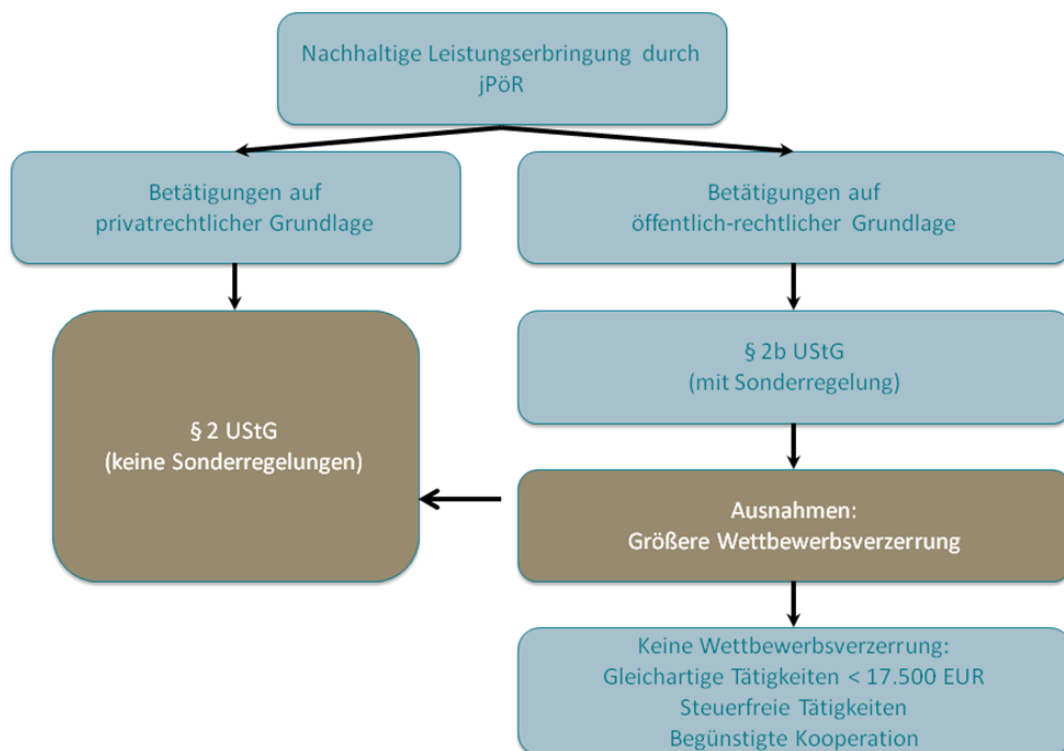 Nachhaltige Leistungserbringung durch
jPöR
Betätigungen auf
privatrechtlicher Grundlage
Betätigungen auf
öffentlich-rechtlicher Grundlage
§ 2 UStG
(keine Sonderregelungen)
§ 2b UStG
(mit Sonderregelung)
Ausnahmen:
Größere Wettbewerbsverzerrung
Keine Wettbewerbsverzerrung:
Gleichartige Tätigkeiten < 17.500 EUR
Steuerfreie Tätigkeiten
Begünstigte Kooperation